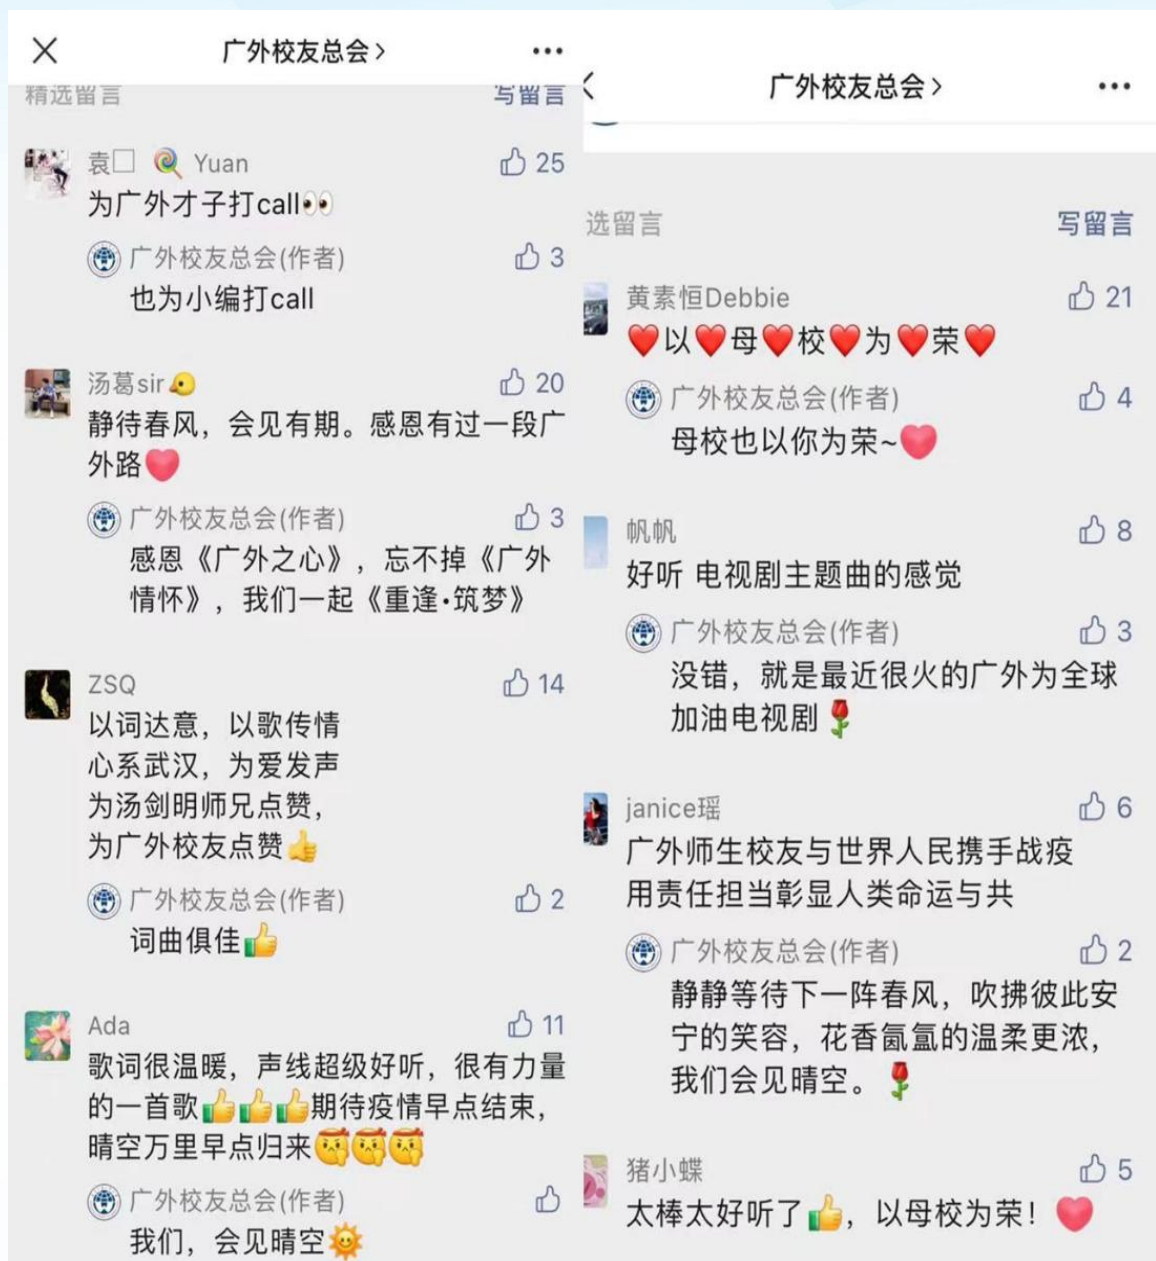 广外校友总会
精选留言
写留言
袁 Yuan
25
为广外才子打call👀
广外校友总会(作者)
3
也为小编打call
汤葛sir🐤
20
静待春风，会见有期。感恩有过一段广
外路❤
广外校友总会(作者)
3
感恩《广外之心》，忘不掉《广外
情怀》，我们一起《重逢·筑梦》
ZSQ
14
以词达意，以歌传情
心系武汉，为爱发声
为汤剑明师兄点赞，
为广外校友点赞👍
广外校友总会(作者)
2
词曲俱佳👍
Ada
11
歌词很温暖，声线超级好听，很有力量
的一首歌👍👍👍期待疫情早点结束，
晴空万里早点归来
广外校友总会(作者)
我们，会见晴空☀
广外校友总会
选留言
写留言
黄素恒Debbie
21
❤以❤母❤校❤为❤荣❤
广外校友总会(作者)
4
母校也以你为荣~❤
帆帆
8
好听 电视剧主题曲的感觉
广外校友总会(作者)
3
没错，就是最近很火的广外为全球
加油电视剧🌹
janice瑶
6
广外师生校友与世界人民携手战疫
用责任担当彰显人类命运与共
广外校友总会(作者)
2
静静等待下一阵春风，吹拂彼此安
宁的笑容，花香氤氲的温柔更浓，
我们会见晴空。🌹
猪小蝶
5
太棒太好听了👍，以母校为荣！❤